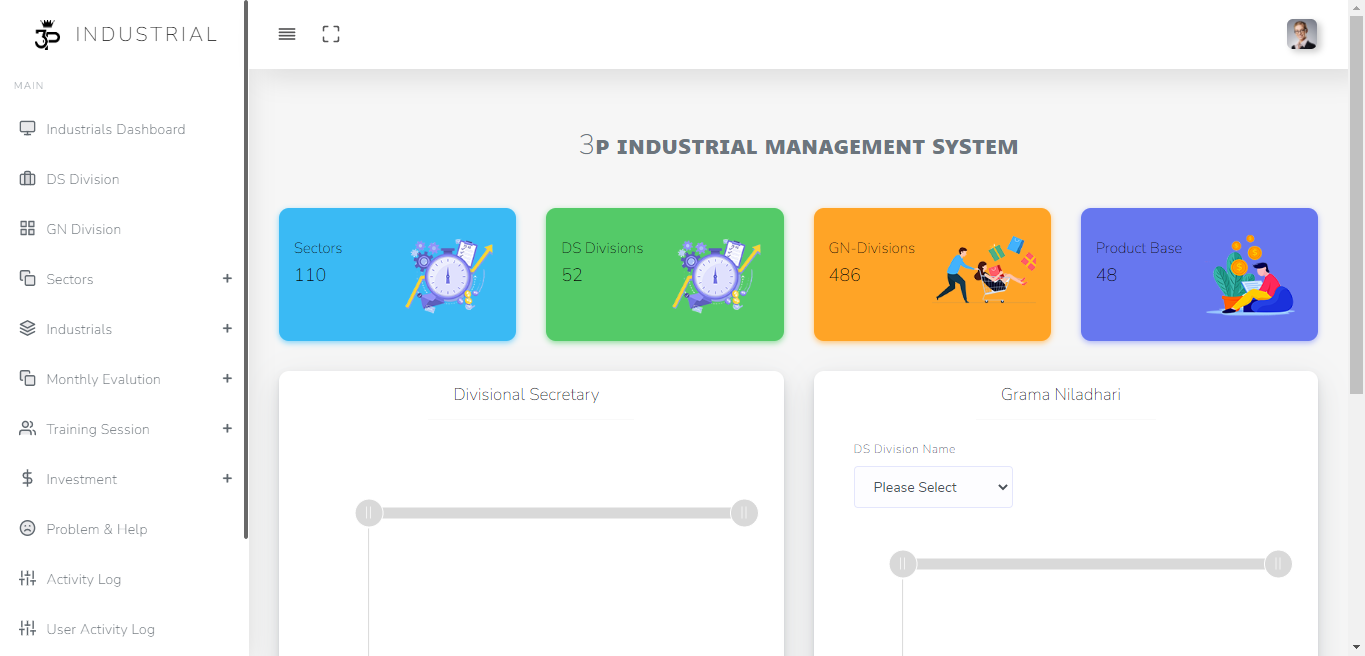 3P INDUSTRIAL
MAIN
Industrials Dashboard
DS Division
GN Division
Sectors +
Industrials +
Monthly Evalution +
Training Session +
Investment +
Problem & Help
Activity Log
User Activity Log
3P INDUSTRIAL MANAGEMENT SYSTEM
Sectors
110
DS Divisions
52
GN-Divisions
486
Product Base
48
Divisional Secretary
Grama Niladhari
DS Division Name
Please Select